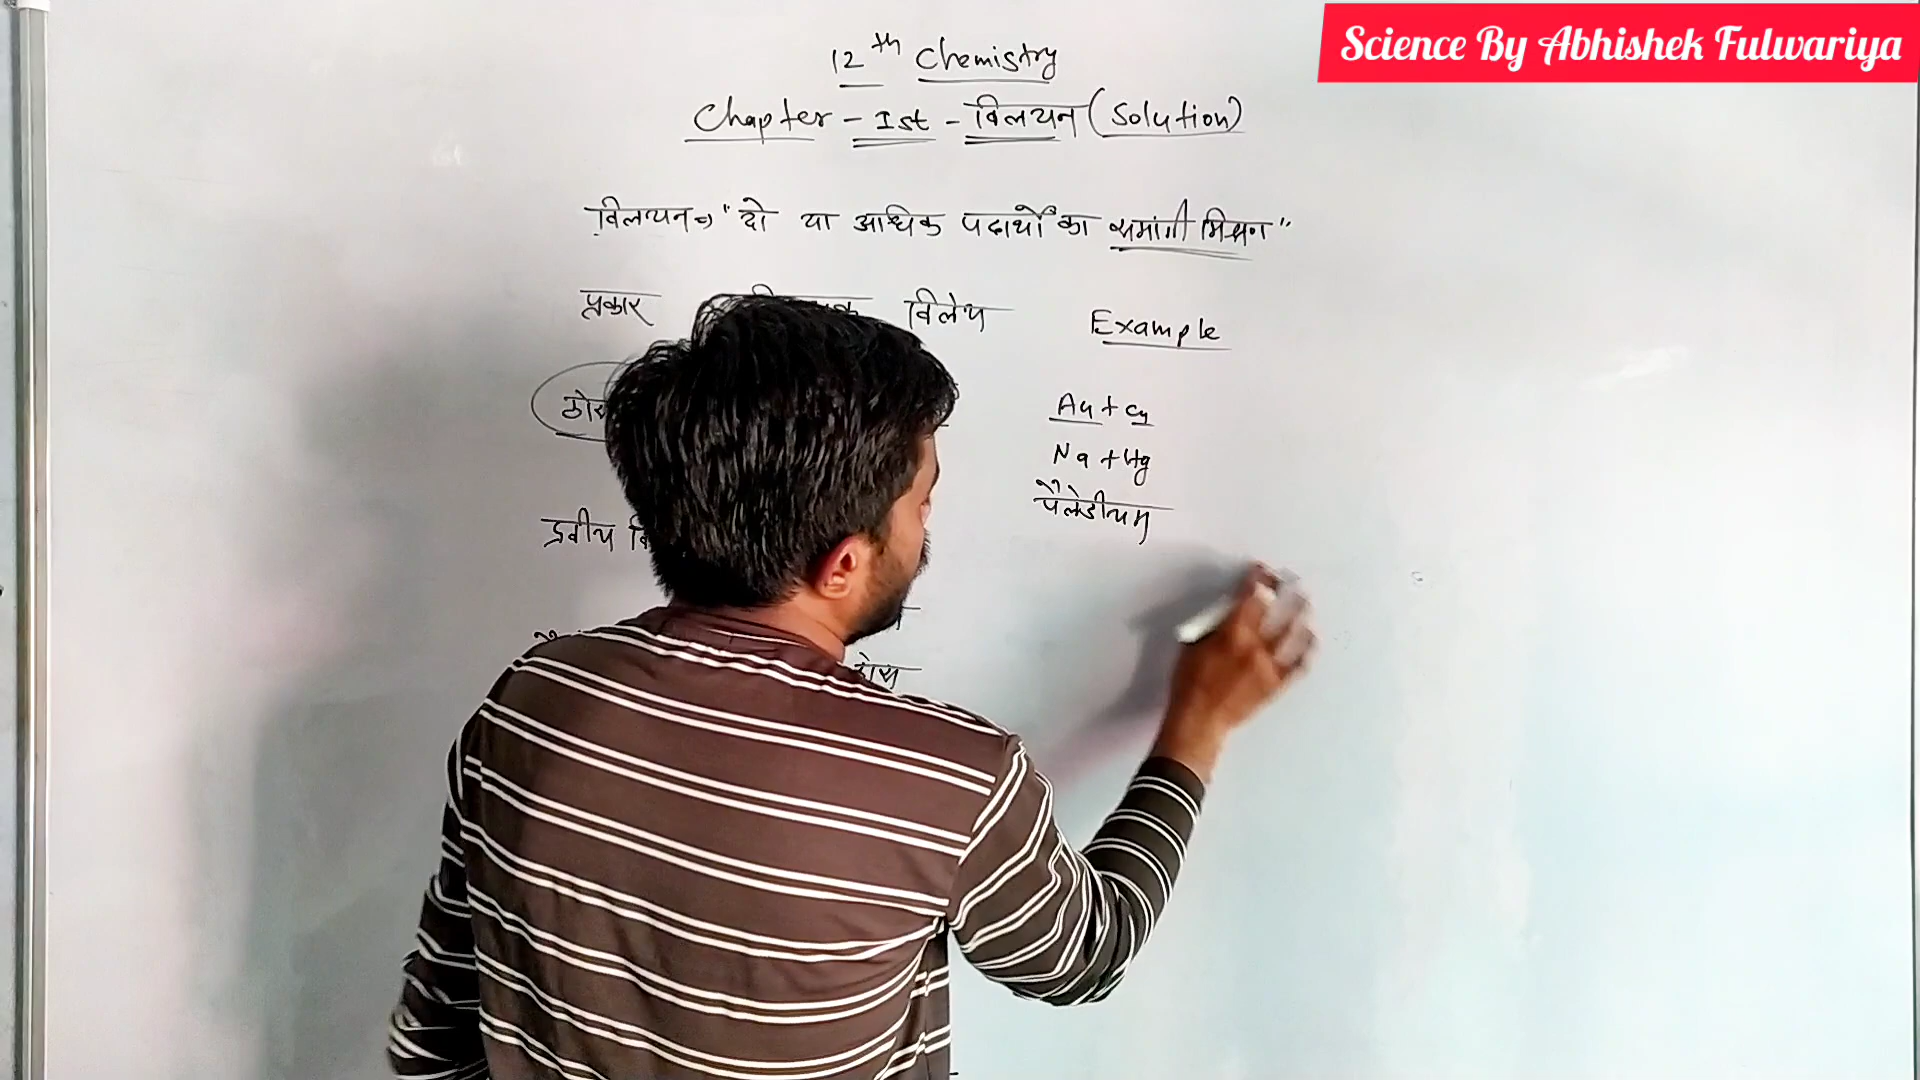 Science By Abhishek Fulwariya
12th Chemistry
Chapter - Ist - विलयन (Solution)
विलयन ⇒ "दो या अधिक पदार्थों का समांगी मिश्रण"
प्रकार विलेय Example
Au + Cu
Na + Hg
पैलेडीयम
द्रवीय
ठोस